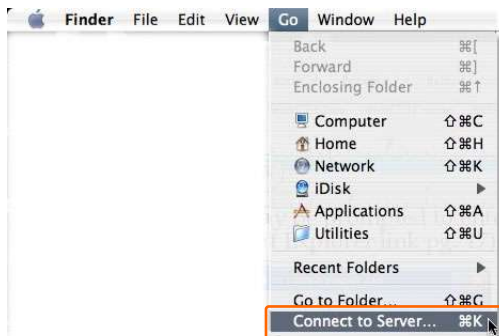 Finder File Edit View Go Window Help
Back ⌘[
Forward ⌘]
Enclosing Folder ⌘↑
Computer ⇧⌘C
Home ⇧⌘H
Network ⇧⌘K
iDisk ▶
Applications ⇧⌘A
Utilities ⇧⌘U
Recent Folders ▶
Go to Folder... ⇧⌘G
Connect to Server... ⌘K